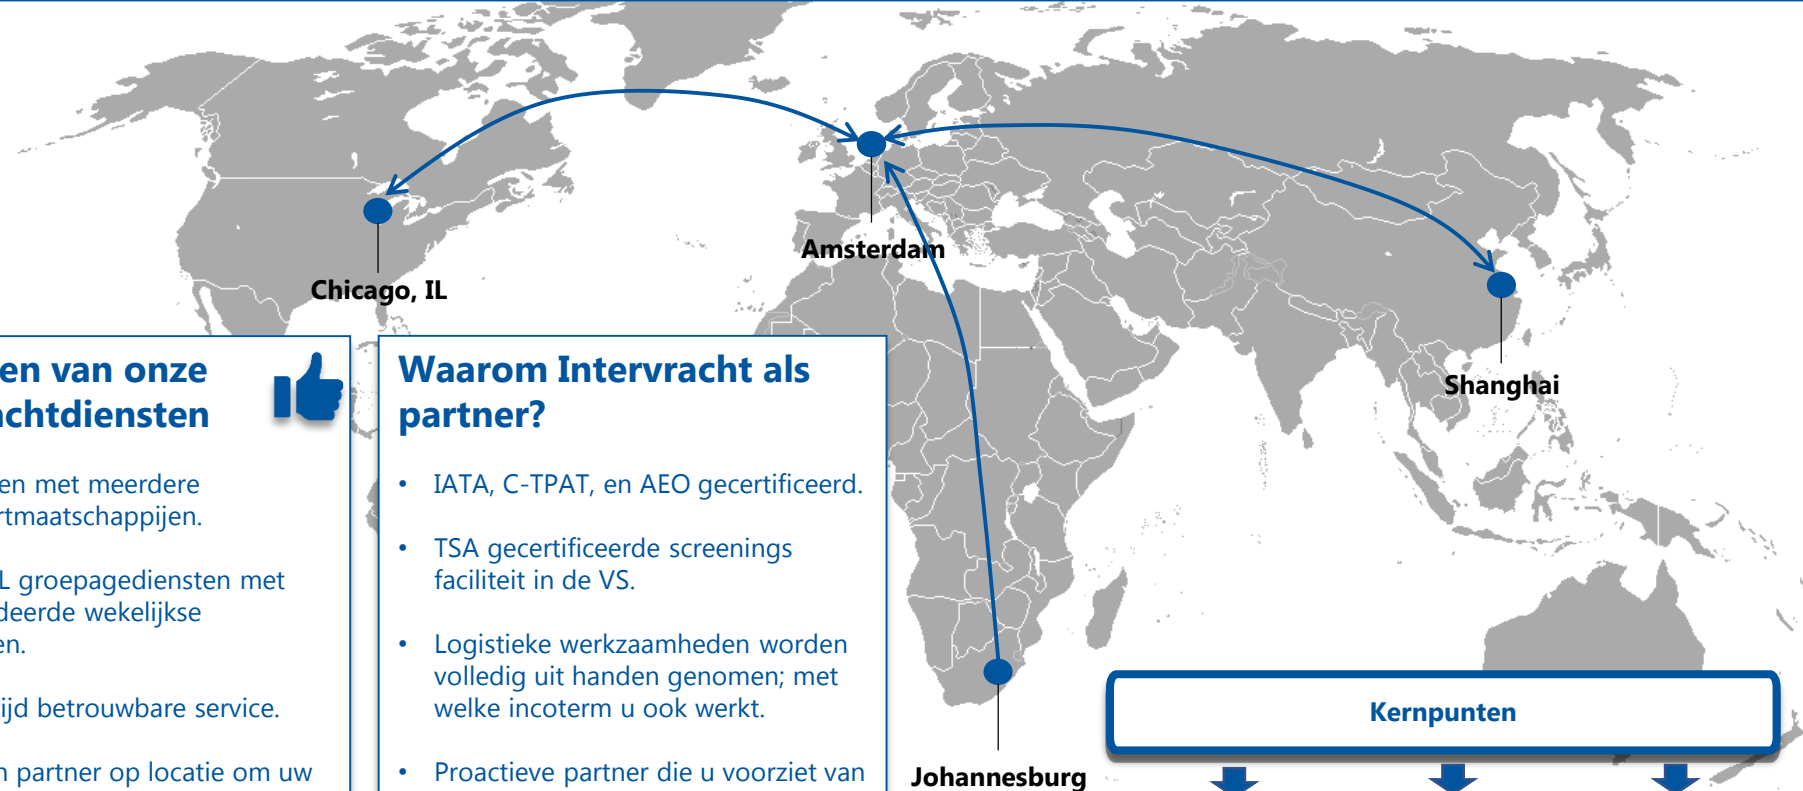 Amsterdam
Chicago, IL
Shanghai
en van onze
achtdiensten
en met meerdere
rtmaatschappijen.
L groepagediensten met
deerde wekelijkse
en.
ijd betrouwbare service.
partner op locatie om uw
Waarom Intervracht als
partner?
• IATA, C-TPAT, en AEO gecertificeerd.
• TSA gecertificeerde screenings
faciliteit in de VS.
• Logistieke werkzaamheden worden
volledig uit handen genomen; met
welke incoterm u ook werkt.
• Proactieve partner die u voorziet van
Johannesburg
Kernpunten